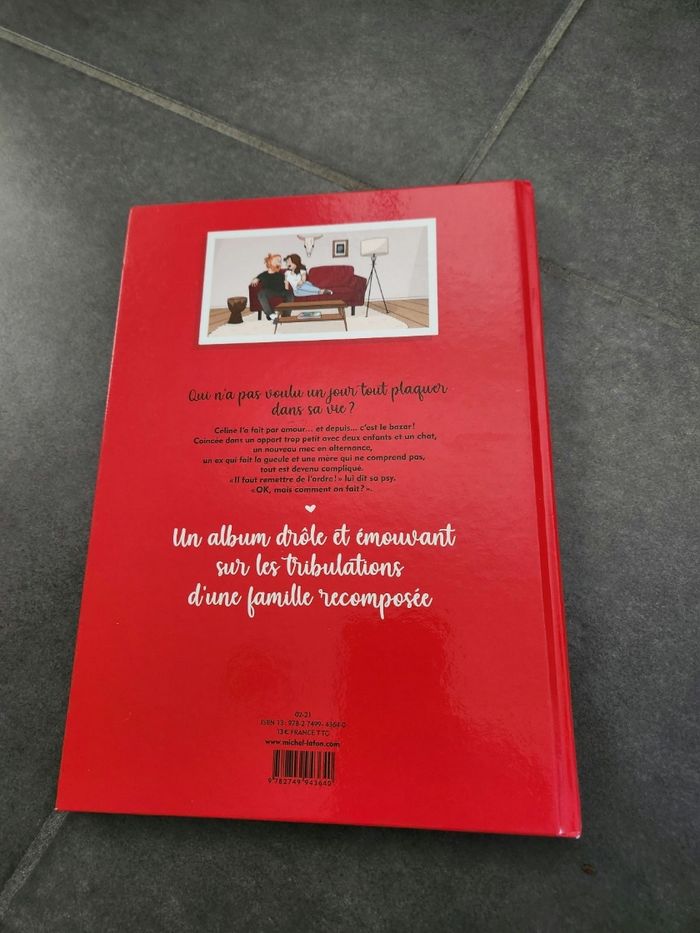 Qui n'a pas voulu un jour tout plaquer
dans sa vie ?
Céline l'a fait par amour... et depuis... c'est le bazar !
Coincée dans un appart trop petit avec deux enfants et un chat,
un nouveau mec en alternance,
un ex qui fait la gueule et une mère qui ne comprend pas,
tout est devenu compliqué.
« Il faut remettre de l'ordre ! » lui dit sa psy.
« OK, mais comment on fait ? ».
Un album drôle et émouvant
sur les tribulations
d'une famille recomposée
02-21
ISBN 13 : 978-2-7499-4364-0
13 € FRANCE TTC
www.michel-lafon.com
9 782749 943640